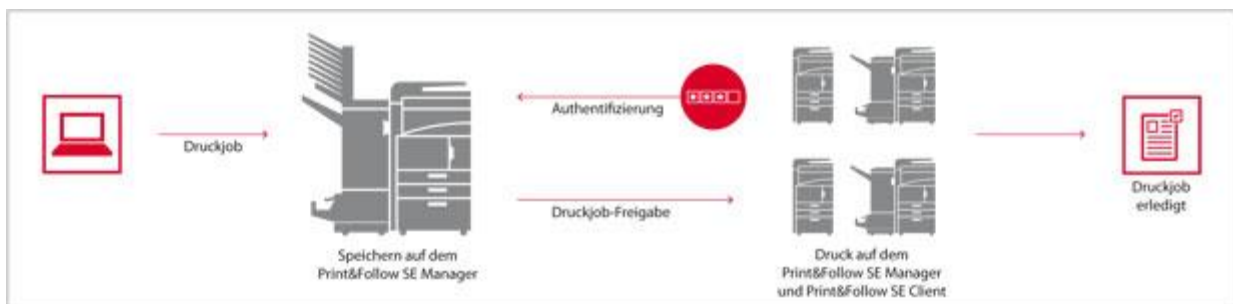 Druckjob
Speichern auf dem
Print&Follow SE Manager
Authentifizierung
Druckjob-Freigabe
Druck auf dem
Print&Follow SE Manager
und Print&Follow SE Client
Druckjob
erledigt